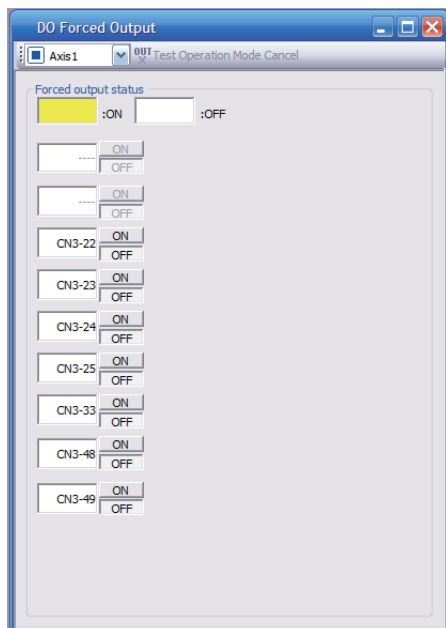 DO Forced Output
Axis1 OUT Test Operation Mode Cancel
Forced output status
:ON :OFF
---- ON
OFF
---- ON
OFF
CN3-22 ON
OFF
CN3-23 ON
OFF
CN3-24 ON
OFF
CN3-25 ON
OFF
CN3-33 ON
OFF
CN3-48 ON
OFF
CN3-49 ON
OFF